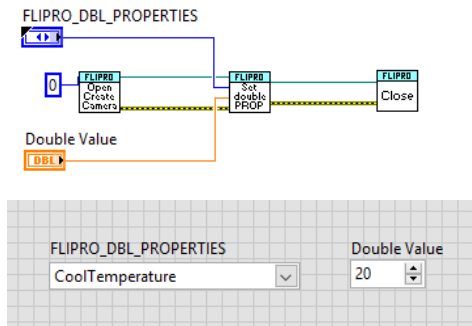 FLIPRO_DBL_PROPERTIES
0
FLIPRO
Open
Create
Camera
FLIPRO
Set
double
PROP
FLIPRO
Close
Double Value
DBL
FLIPRO_DBL_PROPERTIES
CoolTemperature
Double Value
20